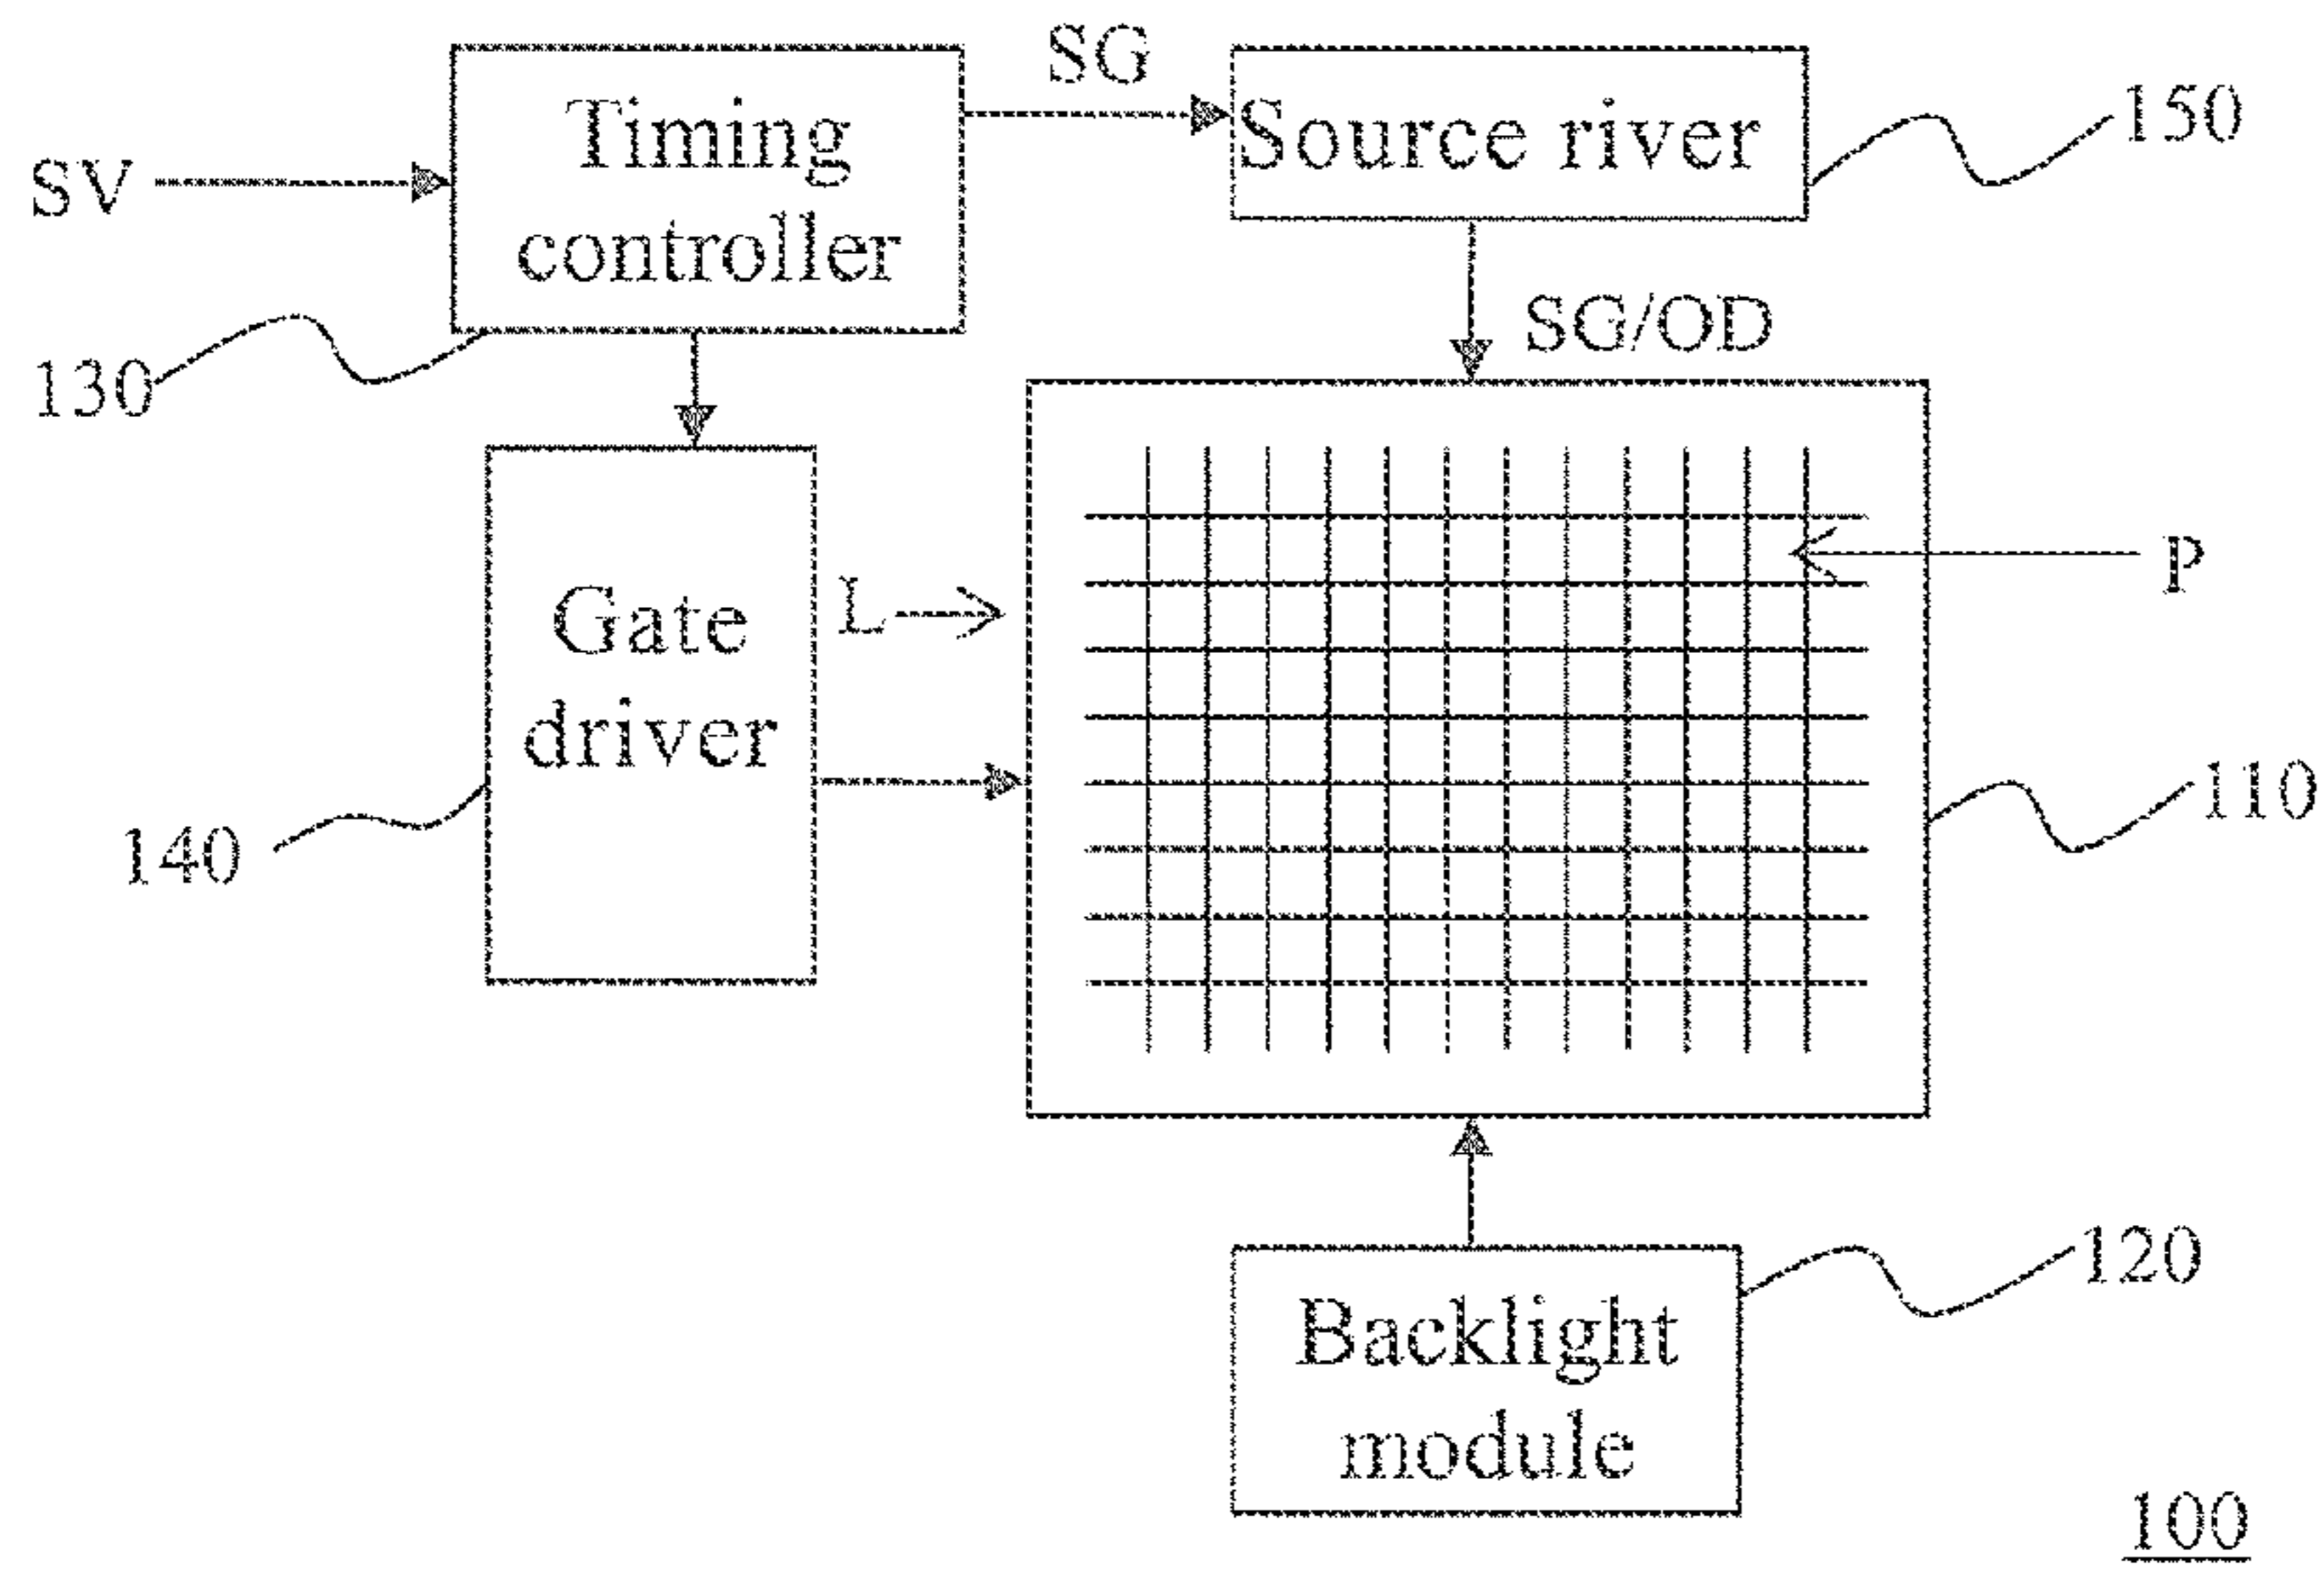 SG
Timing
controller
Source river
150
SV
SG/OD
130
P
L
Gate
driver
110
140
120
Backlight
module
100